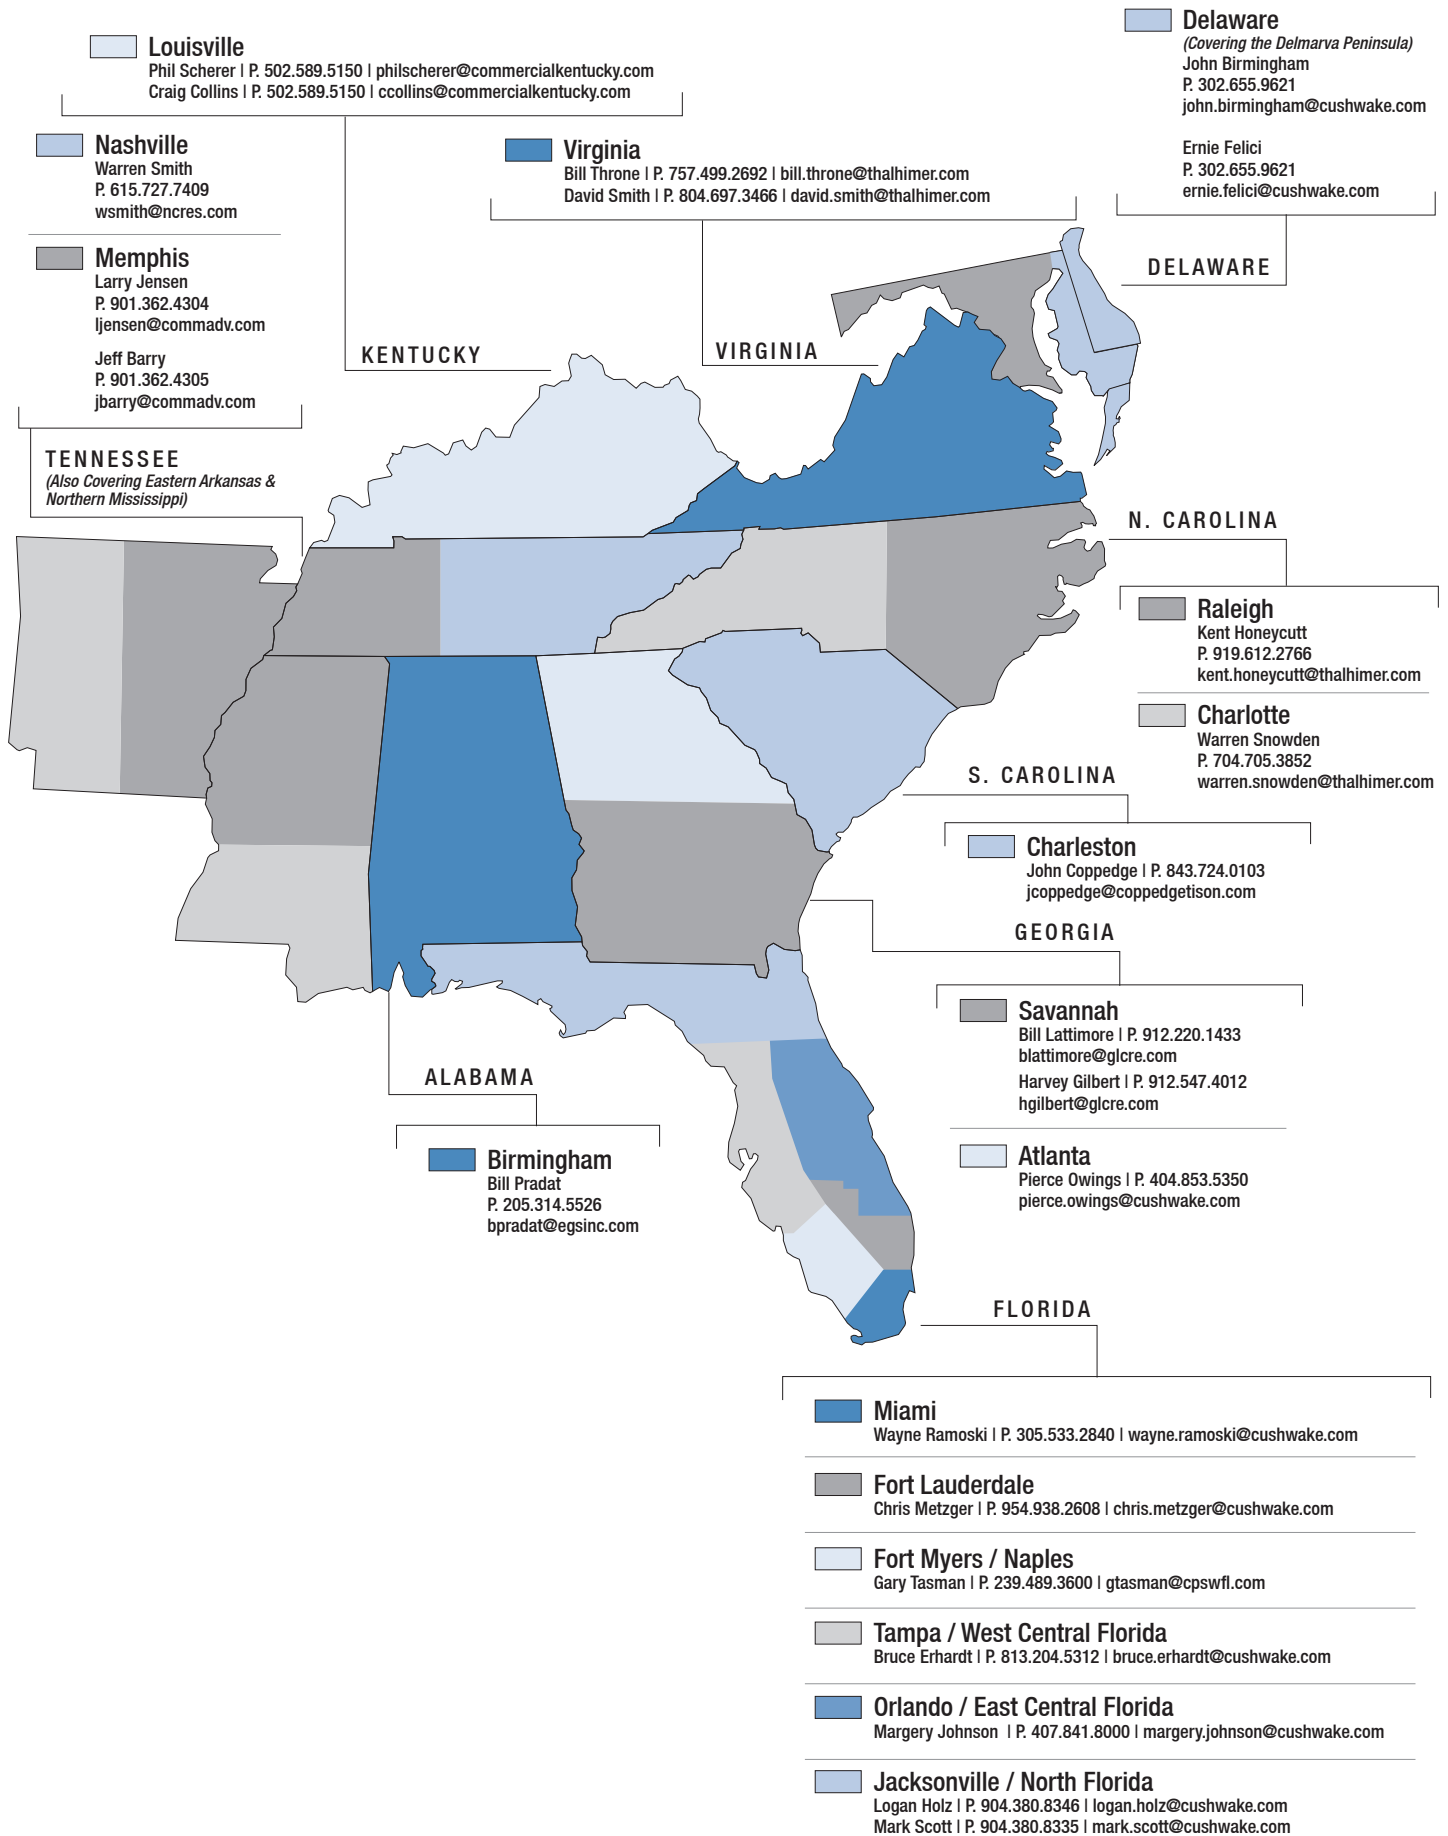 Louisville
Phil Scherer | P. 502.589.5150 | philscherer@commercialkentucky.com
Craig Collins | P. 502.589.5150 | ccollins@commercialkentucky.com
Delaware
(Covering the Delmarva Peninsula)
John Birmingham
P. 302.655.9621
john.birmingham@cushwake.com
Ernie Felici
P. 302.655.9621
ernie.felici@cushwake.com
DELAWARE
Nashville
Warren Smith
P. 615.727.7409
wsmith@ncres.com
Memphis
Larry Jensen
P. 901.362.4304
ljensen@commadv.com
Jeff Barry
P. 901.362.4305
jbarry@commadv.com
TENNESSEE
(Also Covering Eastern Arkansas &
Northern Mississippi)
Virginia
Bill Throne | P. 757.499.2692 | bill.throne@thalhimer.com
David Smith | P. 804.697.3466 | david.smith@thalhimer.com
KENTUCKY
VIRGINIA
N. CAROLINA
Raleigh
Kent Honeycutt
P. 919.612.2766
kent.honeycutt@thalhimer.com
Charlotte
Warren Snowden
P. 704.705.3852
warren.snowden@thalhimer.com
S. CAROLINA
Charleston
John Coppedge | P. 843.724.0103
jcoppedge@coppedgetison.com
GEORGIA
Savannah
Bill Lattimore | P. 912.220.1433
blattimore@glcre.com
Harvey Gilbert | P. 912.547.4012
hgilbert@glcre.com
Atlanta
Pierce Owings | P. 404.853.5350
pierce.owings@cushwake.com
ALABAMA
Birmingham
Bill Pradat
P. 205.314.5526
bpradat@egsinc.com
FLORIDA
Miami
Wayne Ramoski | P. 305.533.2840 | wayne.ramoski@cushwake.com
Fort Lauderdale
Chris Metzger | P. 954.938.2608 | chris.metzger@cushwake.com
Fort Myers / Naples
Gary Tasman | P. 239.489.3600 | gtasman@cpswfl.com
Tampa / West Central Florida
Bruce Erhardt | P. 813.204.5312 | bruce.erhardt@cushwake.com
Orlando / East Central Florida
Margery Johnson | P. 407.841.8000 | margery.johnson@cushwake.com
Jacksonville / North Florida
Logan Holz | P. 904.380.8346 | logan.holz@cushwake.com
Mark Scott | P. 904.380.8335 | mark.scott@cushwake.com